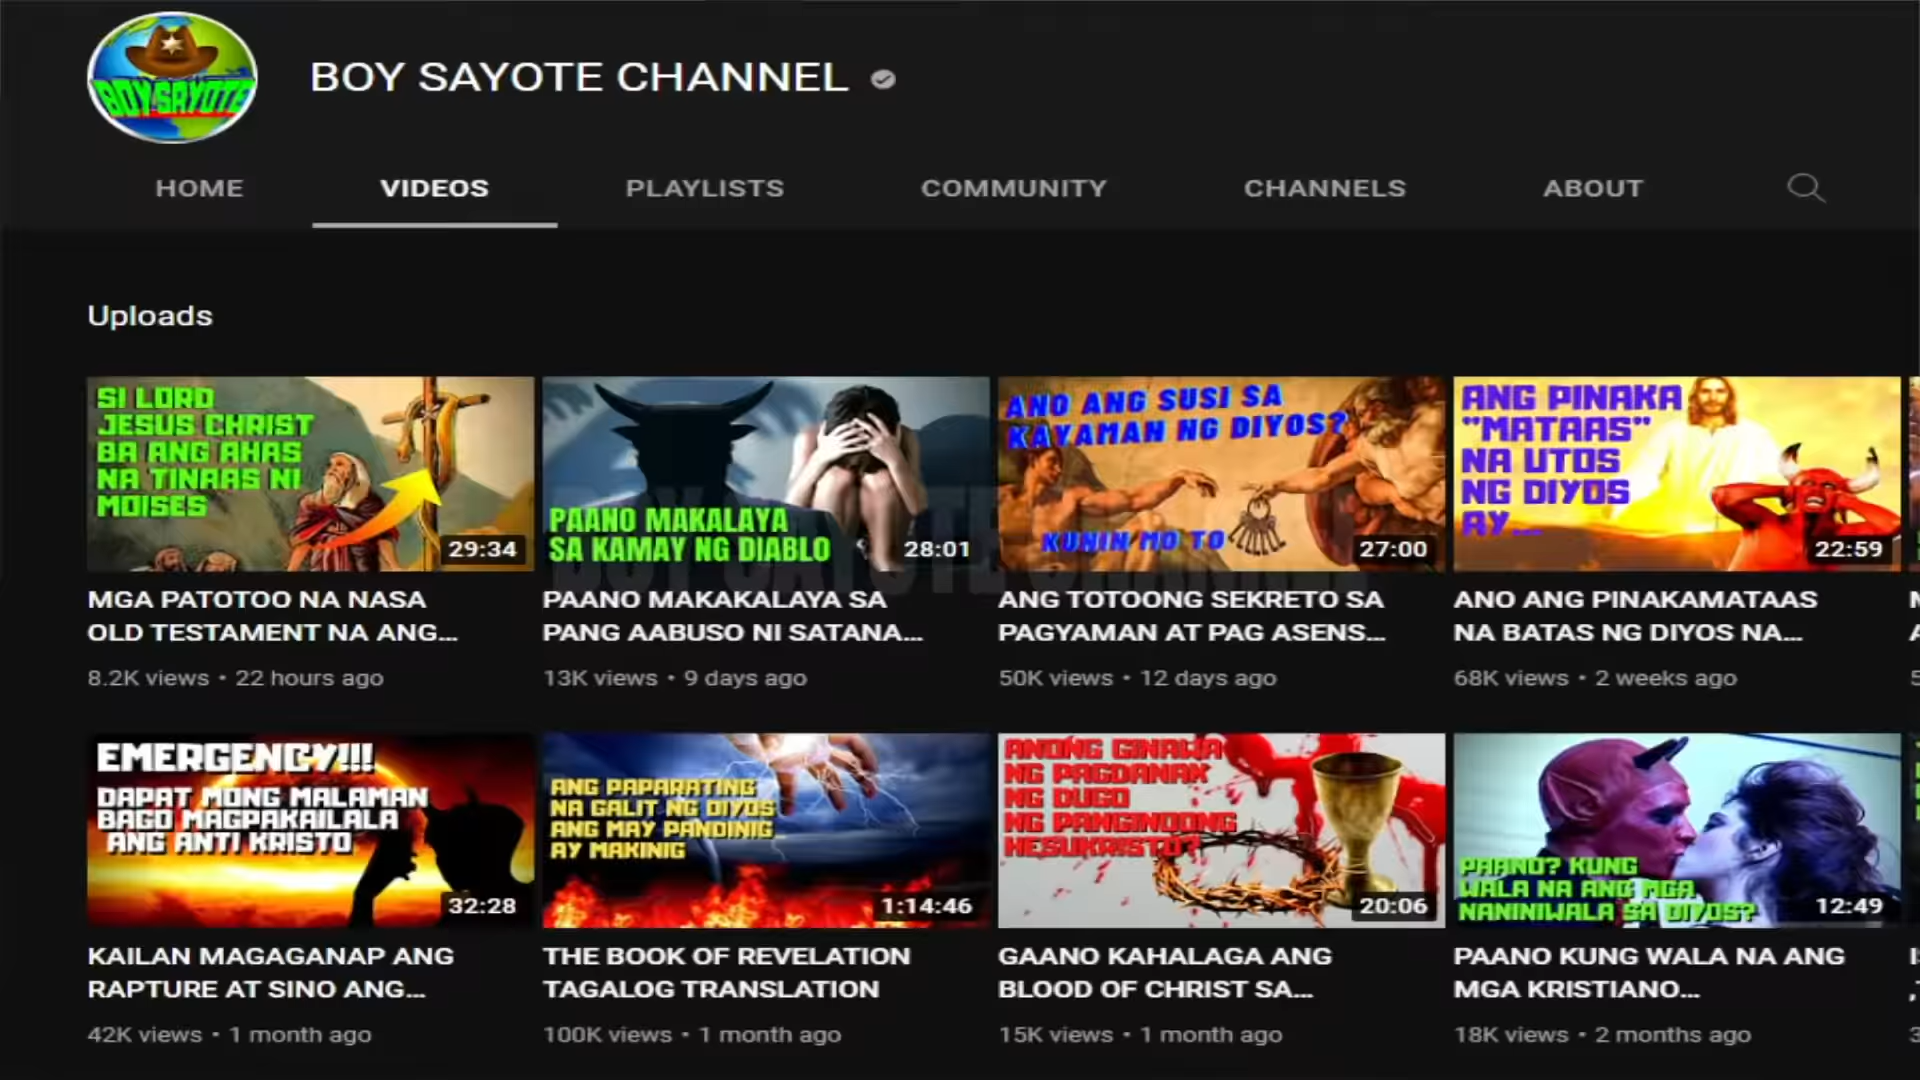 BOY SAYOTE
BOY SAYOTE CHANNEL
HOME
VIDEOS
PLAYLISTS
COMMUNITY
CHANNELS
ABOUT
Uploads
SI LORD
JESUS CHRIST
BA ANG AHAS
NA TINAAS NI
MOISES
29:34
MGA PATOTOO NA NASA
OLD TESTAMENT NA ANG...
8.2K views • 22 hours ago
PAANO MAKALAYA
SA KAMAY NG DIABLO
28:01
PAANO MAKAKALAYA SA
PANG AABUSO NI SATANA...
13K views • 9 days ago
ANO ANG SUSI SA
KAYAMAN NG DIYOS?
KUNIN MO TO
27:00
ANG TOTOONG SEKRETO SA
PAGYAMAN AT PAG ASENS...
50K views • 12 days ago
ANG PINAKA
"MATAAS"
NA UTOS
NG DIYOS
AY...
22:59
ANO ANG PINAKAMATAAS
NA BATAS NG DIYOS NA...
68K views • 2 weeks ago
BOY SAYOTE CHANNEL
EMERGENCY!!!
DAPAT MONG MALAMAN
BAGO MAGPAKAILALA
ANG ANTI KRISTO
32:28
KAILAN MAGAGANAP ANG
RAPTURE AT SINO ANG...
42K views • 1 month ago
ANG PAPARATING
NA GALIT NG DIYOS
ANG MAY PANDINIG
AY MAKINIG
1:14:46
THE BOOK OF REVELATION
TAGALOG TRANSLATION
100K views • 1 month ago
ANONG GINAWA
NG PAGDANAK
NG DUGO
NG PANGINOONG
HESUKRISTO?
20:06
GAANO KAHALAGA ANG
BLOOD OF CHRIST SA...
15K views • 1 month ago
PAANO? KUNG
WALA NA ANG MGA
NANINIWALA SA DIYOS?
12:49
PAANO KUNG WALA NA ANG
MGA KRISTIANO...
18K views • 2 months ago